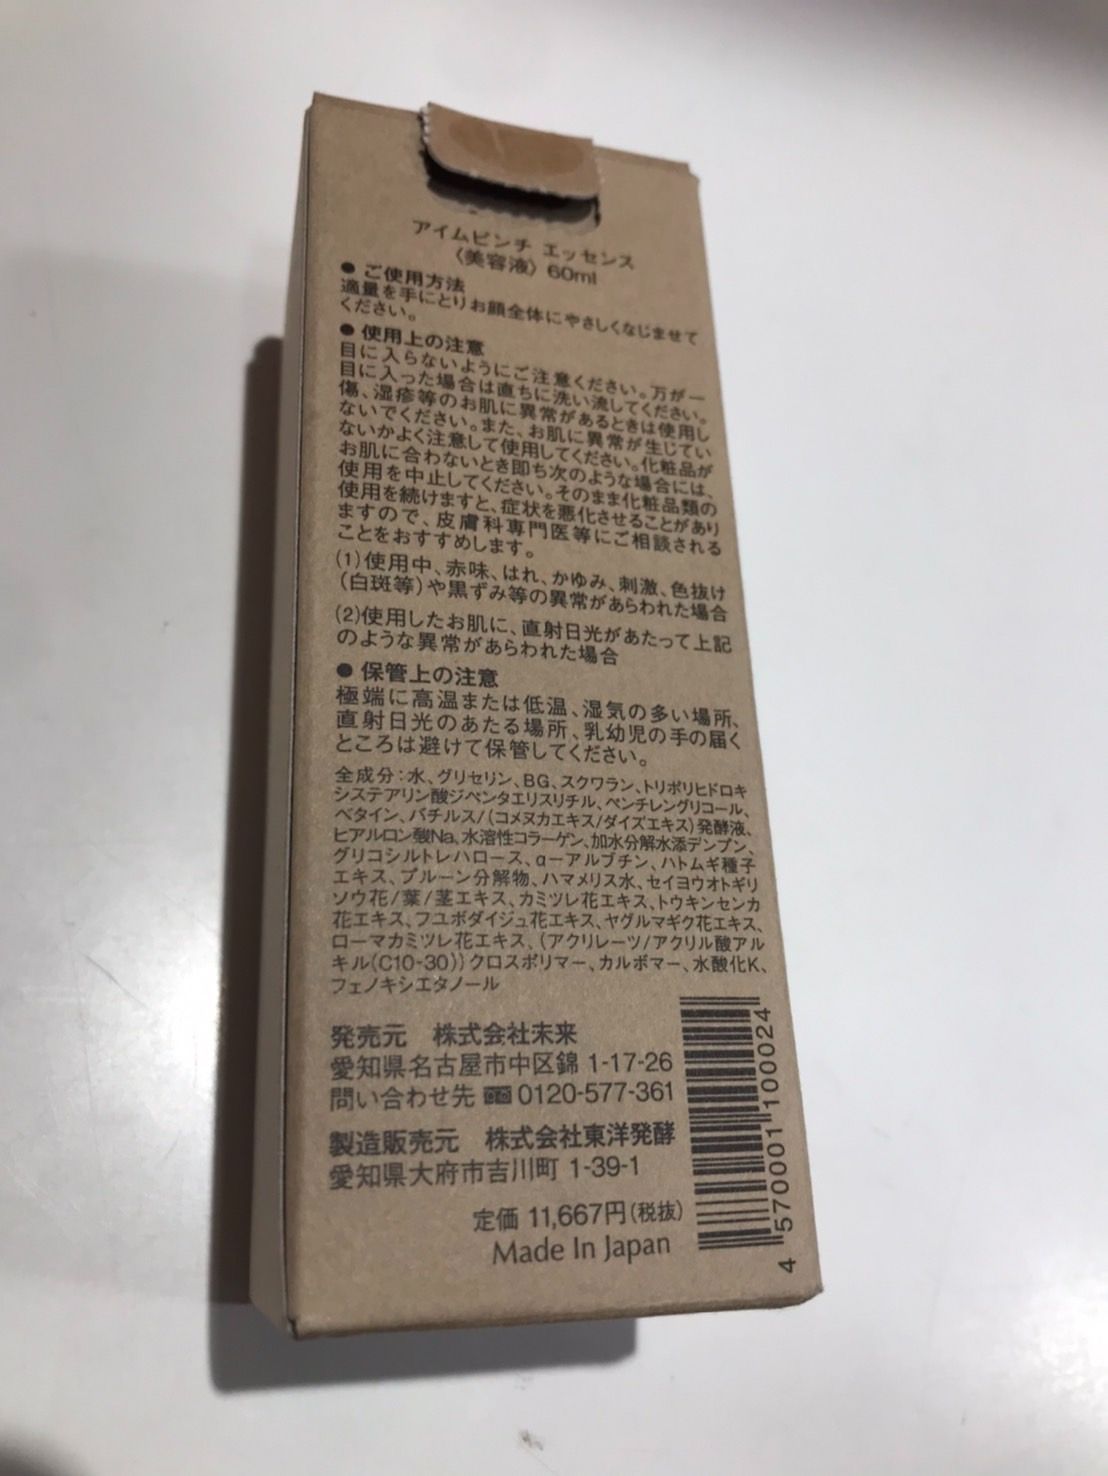 アイムピンチ エッセンス
〈美容液〉60ml
● ご使用方法
適量を手にとりお顔全体にやさしくなじませて
ください。
● 使用上の注意
目に入らないようにご注意ください。万が一
目に入った場合は直ちに洗い流してください。
傷、湿疹等のお肌に異常があるときは使用し
ないでください。また、お肌に異常が生じてい
ないかよく注意して使用してください。化粧品が
お肌に合わないとき即ち次のような場合には、
使用を中止してください。そのまま化粧品類の
使用を続けますと、症状を悪化させることがあり
ますので、皮膚科専門医等にご相談される
ことをおすすめします。
(1)使用中、赤味、はれ、かゆみ、刺激、色抜け
(白斑等)や黒ずみ等の異常があらわれた場合
(2)使用したお肌に、直射日光があたって上記
のような異常があらわれた場合
● 保管上の注意
極端に高温または低温、湿気の多い場所、
直射日光のあたる場所、乳幼児の手の届く
ところは避けて保管してください。
全成分：水、グリセリン、BG、スクワラン、トリポリヒドロキ
システアリン酸ジペンタエリスリチル、ペンチレングリコール、
ベタイン、バチルス/(コメヌカエキス/ダイズエキス)発酵液、
ヒアルロン酸Na、水溶性コラーゲン、加水分解水添デンプン、
グリコシルトレハロース、α－アルブチン、ハトムギ種子
エキス、プルーン分解物、ハマメリス水、セイヨウオトギリ
ソウ花/葉/茎エキス、カミツレ花エキス、トウキンセンカ
花エキス、フユボダイジュ花エキス、ヤグルマギク花エキス、
ローマカミツレ花エキス、(アクリレーツ/アクリル酸アル
キル(C10-30))クロスポリマー、カルボマー、水酸化K、
フェノキシエタノール
発売元 株式会社未来
愛知県名古屋市中区錦 1-17-26
問い合わせ先 0120-577-361
製造販売元 株式会社東洋発酵
愛知県大府市吉川町 1-39-1
定価 11,667円(税抜)
Made In Japan
4 570001 100024